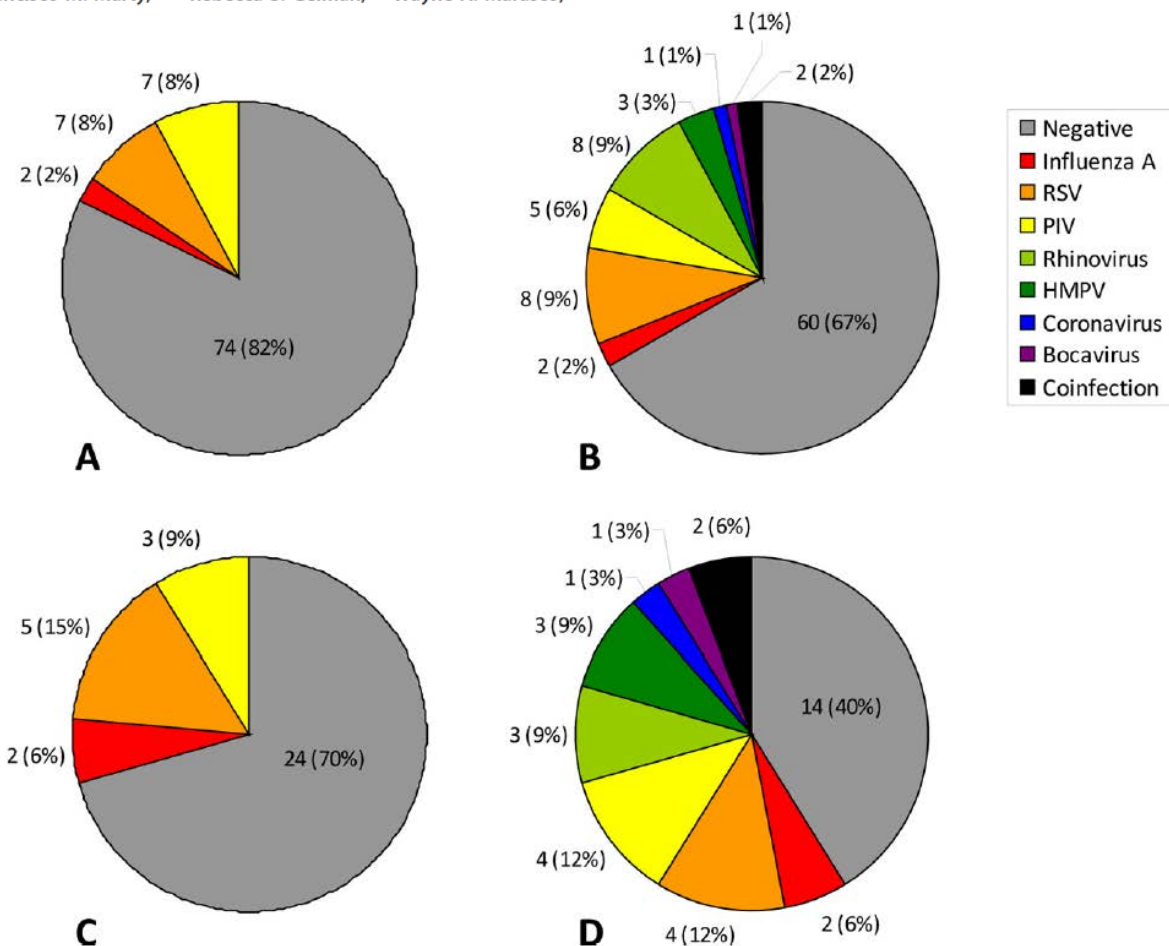 7 (8%)
7 (8%)
2 (2%)
74 (82%)
A
1 (1%)
1 (1%)
2 (2%)
3 (3%)
8 (9%)
5 (6%)
8 (9%)
2 (2%)
60 (67%)
B
Negative
Influenza A
RSV
PIV
Rhinovirus
HMPV
Coronavirus
Bocavirus
Coinfection
3 (9%)
5 (15%)
2 (6%)
24 (70%)
C
1 (3%)
2 (6%)
1 (3%)
3 (9%)
3 (9%)
14 (40%)
4 (12%)
4 (12%)
2 (6%)
D